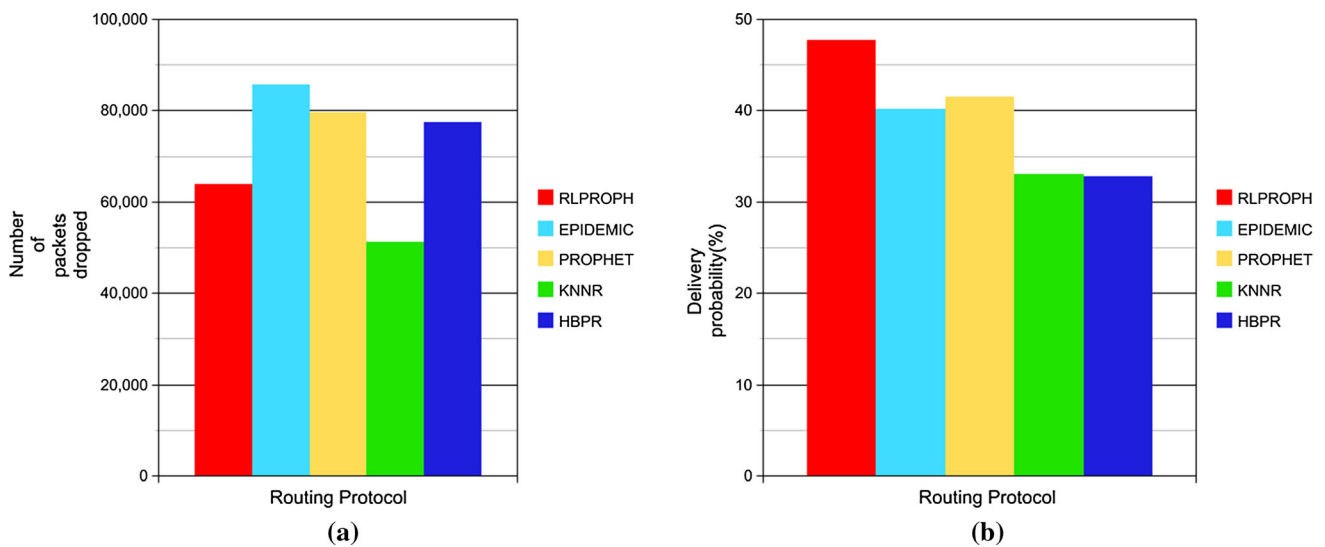 100,000
80,000
60,000
40,000
20,000
0
Number
of
packets
dropped
Routing Protocol
RLPROPH
EPIDEMIC
PROPHET
KNNR
HBPR
(a)
50
40
30
20
10
0
Delivery
probability(%)
Routing Protocol
RLPROPH
EPIDEMIC
PROPHET
KNNR
HBPR
(b)